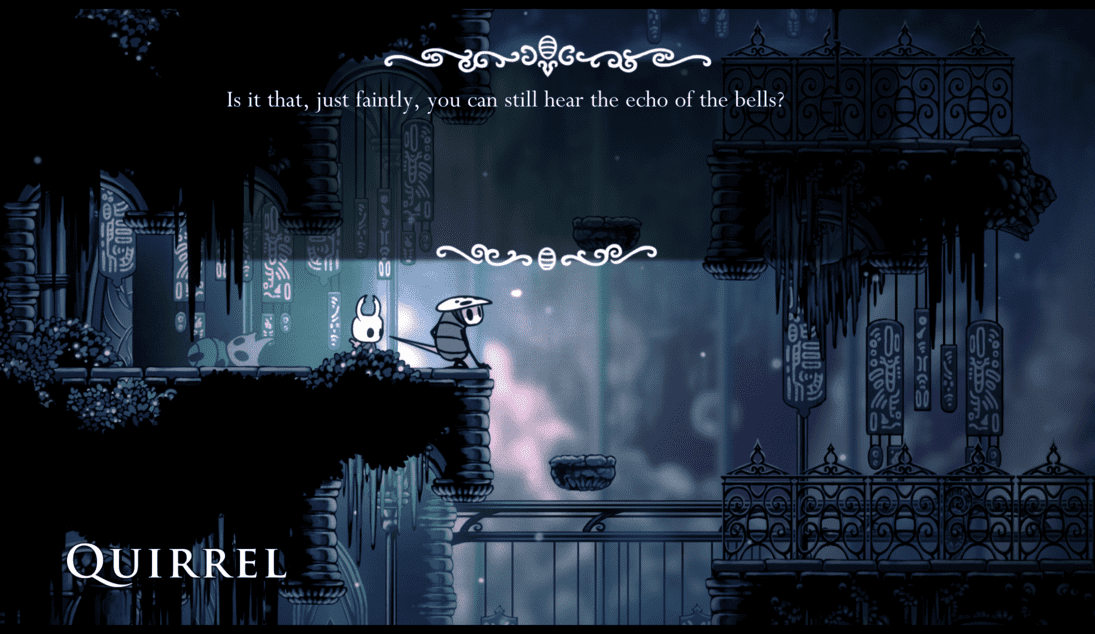 Is it that, just faintly, you can still hear the echo of the bells?
QUIRREL